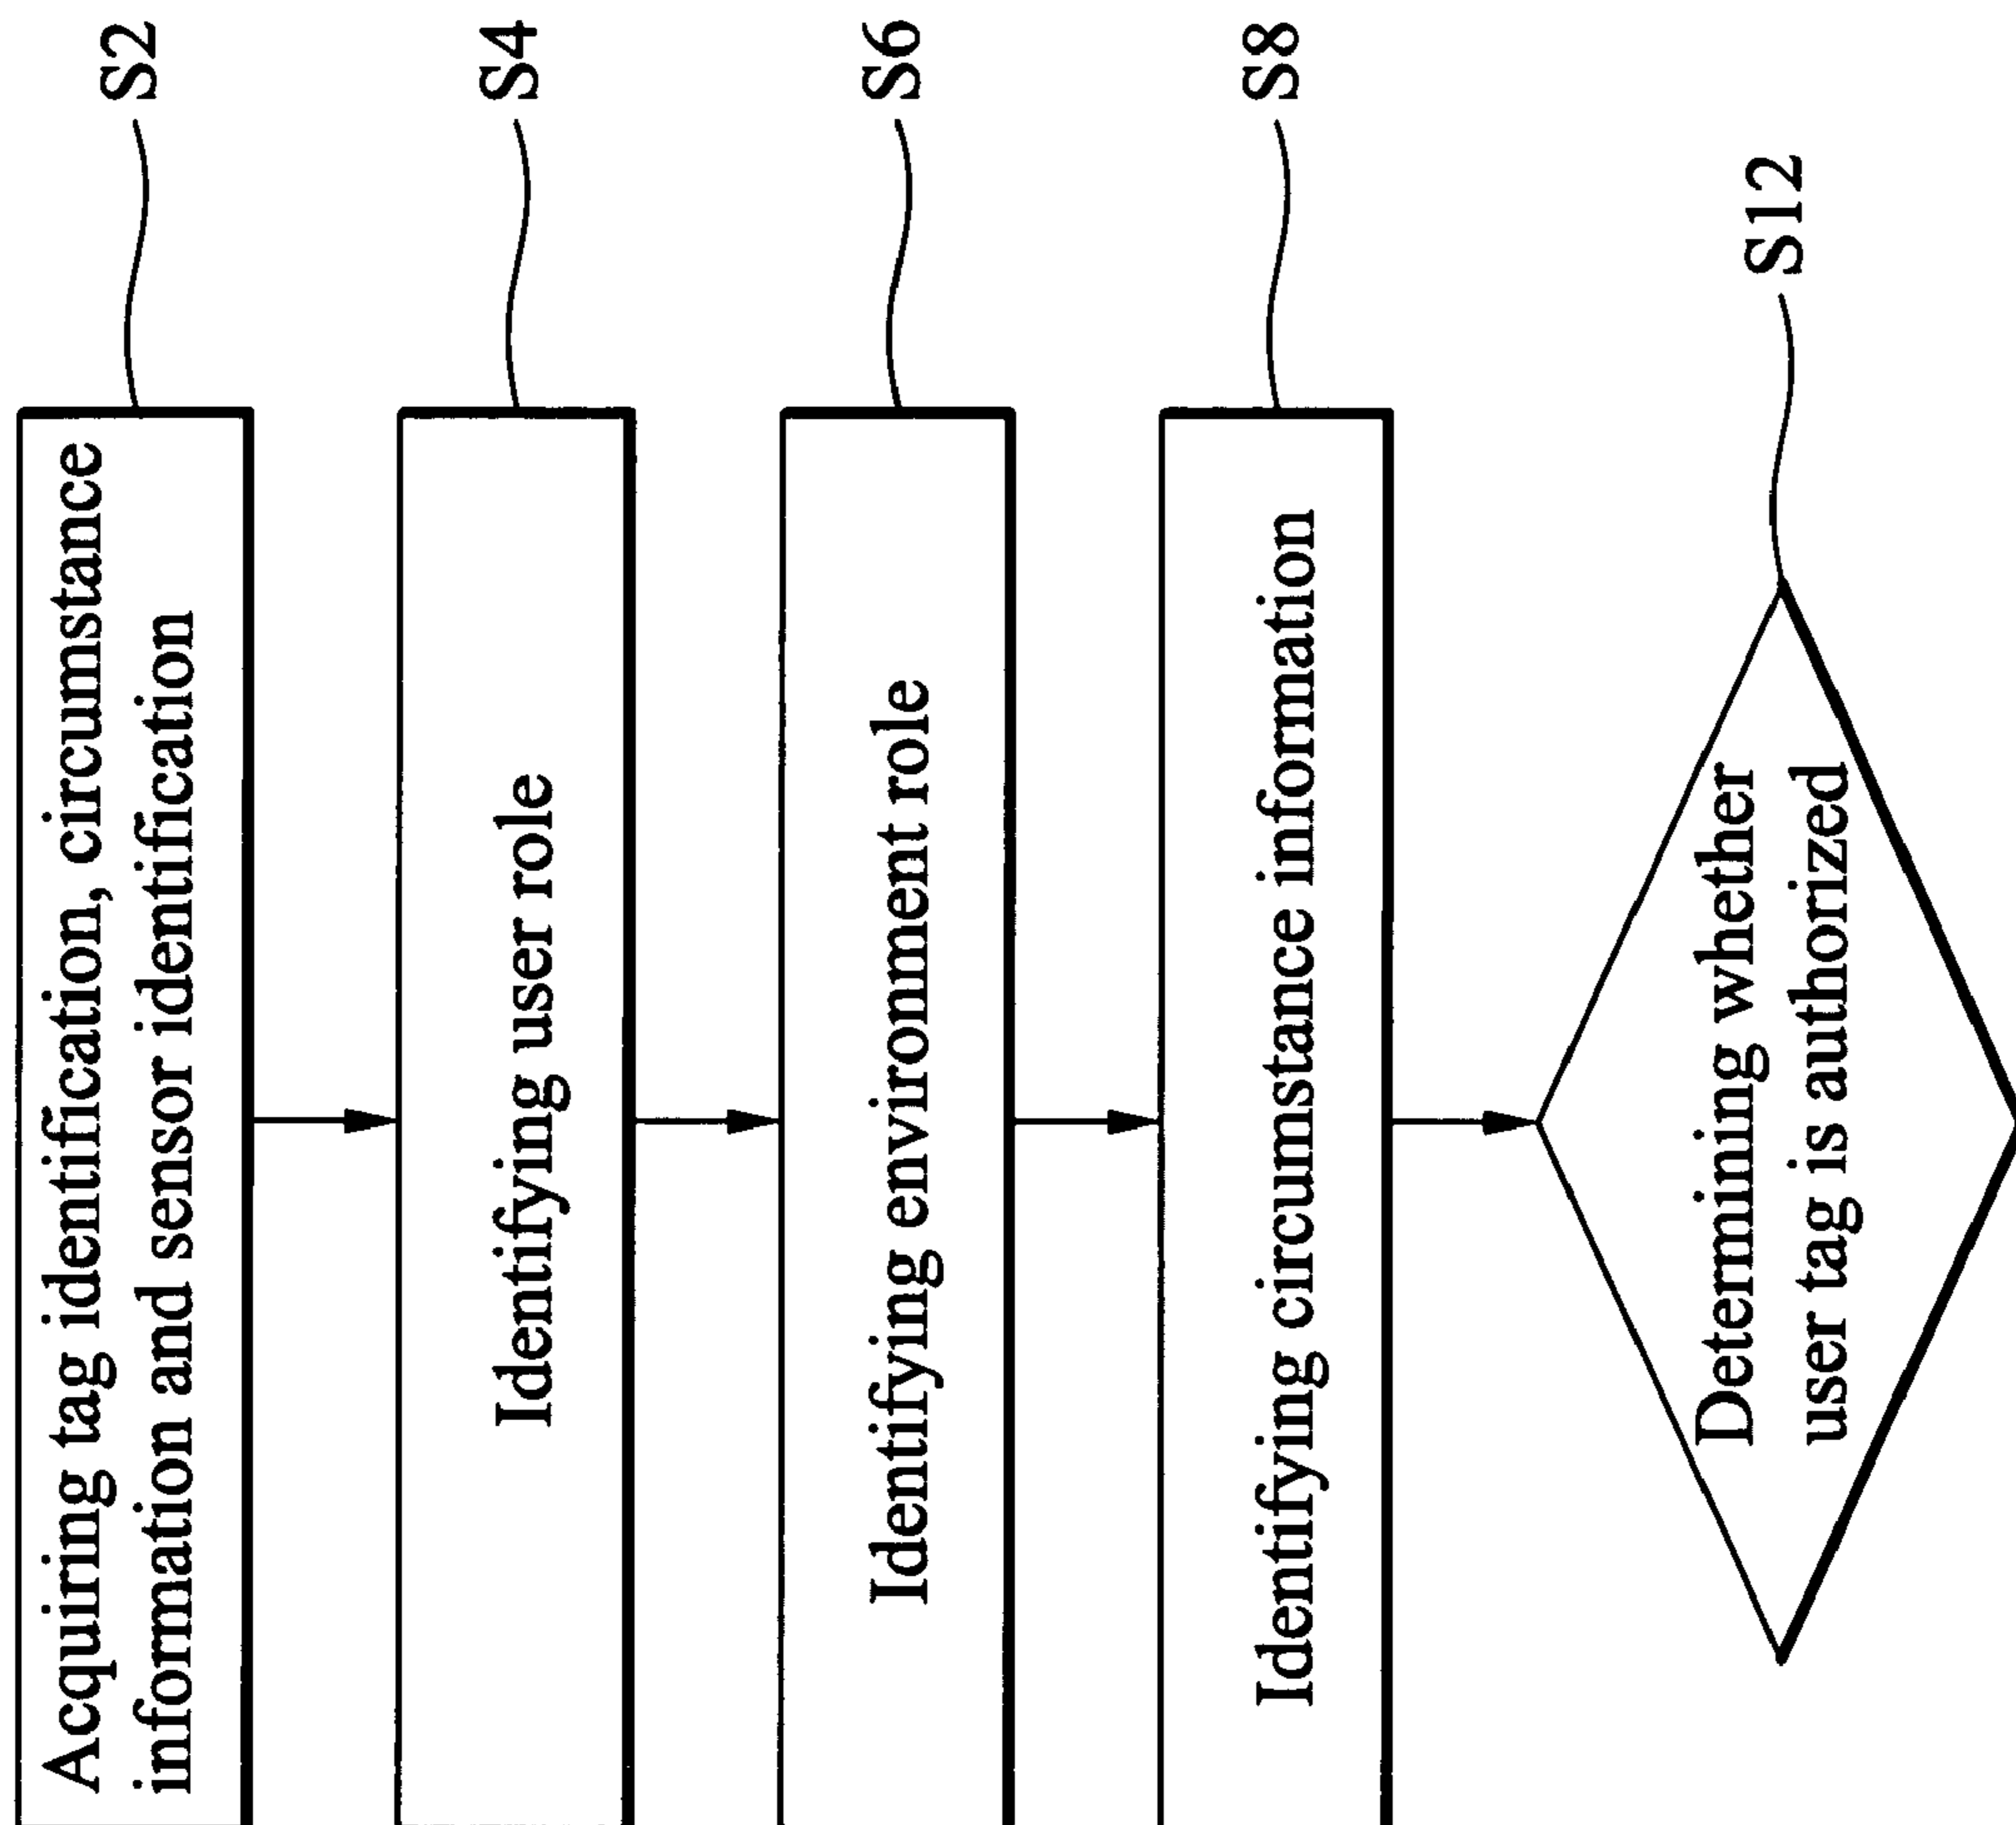 Acquiring tag identification, circumstance
information and sensor identification
S2
Identifying user role
S4
Identifying environment role
S6
Identifying circumstance information
S8
Determining whether
user tag is authorized
S12